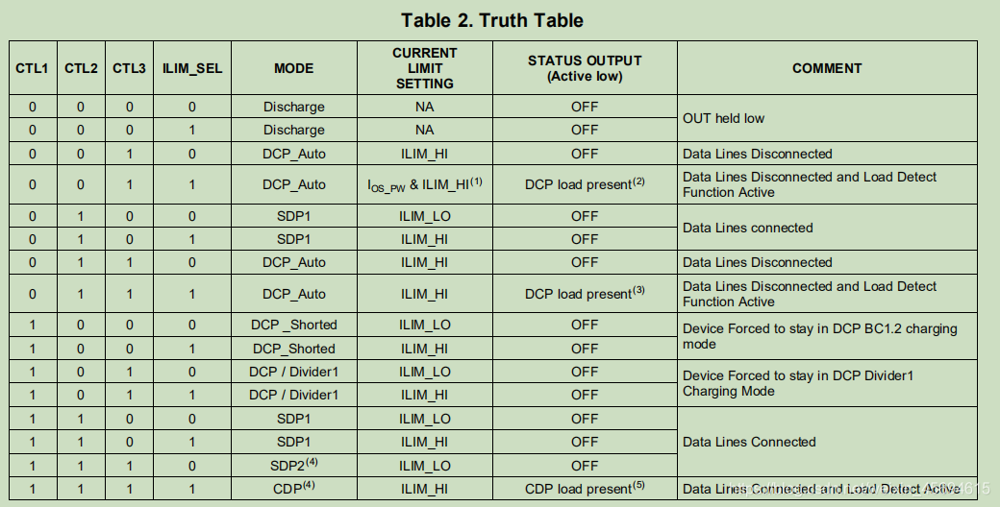 Table 2. Truth Table
CTL1 CTL2 CTL3 ILIM_SEL MODE CURRENT LIMIT SETTING STATUS OUTPUT (Active low) COMMENT
0 0 0 0 Discharge NA OFF OUT held low
0 0 0 1 Discharge NA OFF
0 0 1 0 DCP_Auto ILIM_HI OFF Data Lines Disconnected
0 0 1 1 DCP_Auto IOS_PW & ILIM_HI(1) DCP load present(2) Data Lines Disconnected and Load Detect Function Active
0 1 0 0 SDP1 ILIM_LO OFF Data Lines connected
0 1 0 1 SDP1 ILIM_HI OFF
0 1 1 0 DCP_Auto ILIM_HI OFF Data Lines Disconnected
0 1 1 1 DCP_Auto ILIM_HI DCP load present(3) Data Lines Disconnected and Load Detect Function Active
1 0 0 0 DCP _Shorted ILIM_LO OFF Device Forced to stay in DCP BC1.2 charging mode
1 0 0 1 DCP_Shorted ILIM_HI OFF
1 0 1 0 DCP / Divider1 ILIM_LO OFF Device Forced to stay in DCP Divider1 Charging Mode
1 0 1 1 DCP / Divider1 ILIM_HI OFF
1 1 0 0 SDP1 ILIM_LO OFF Data Lines Connected
1 1 0 1 SDP1 ILIM_HI OFF
1 1 1 0 SDP2(4) ILIM_LO OFF
1 1 1 1 CDP(4) ILIM_HI CDP load present(5) Data Lines Connected and Load Detect Active